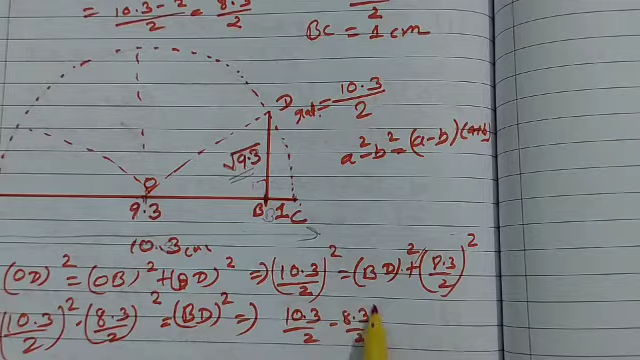 = 10.3 - 2 / 2 = 8.3 / 2
2
BC = 1 cm
D
rad. = 10.3 / 2
a² - b² = (a-b)(a+b)
√9.3
O
9.3 B 1 C
10.3 cm
(OD)² = (OB)² + (BD)² => (10.3/2)² = (BD)² + (8.3/2)²
(10.3/2)² - (8.3/2)² = (BD)² => 10.3/2 - 8.3/2